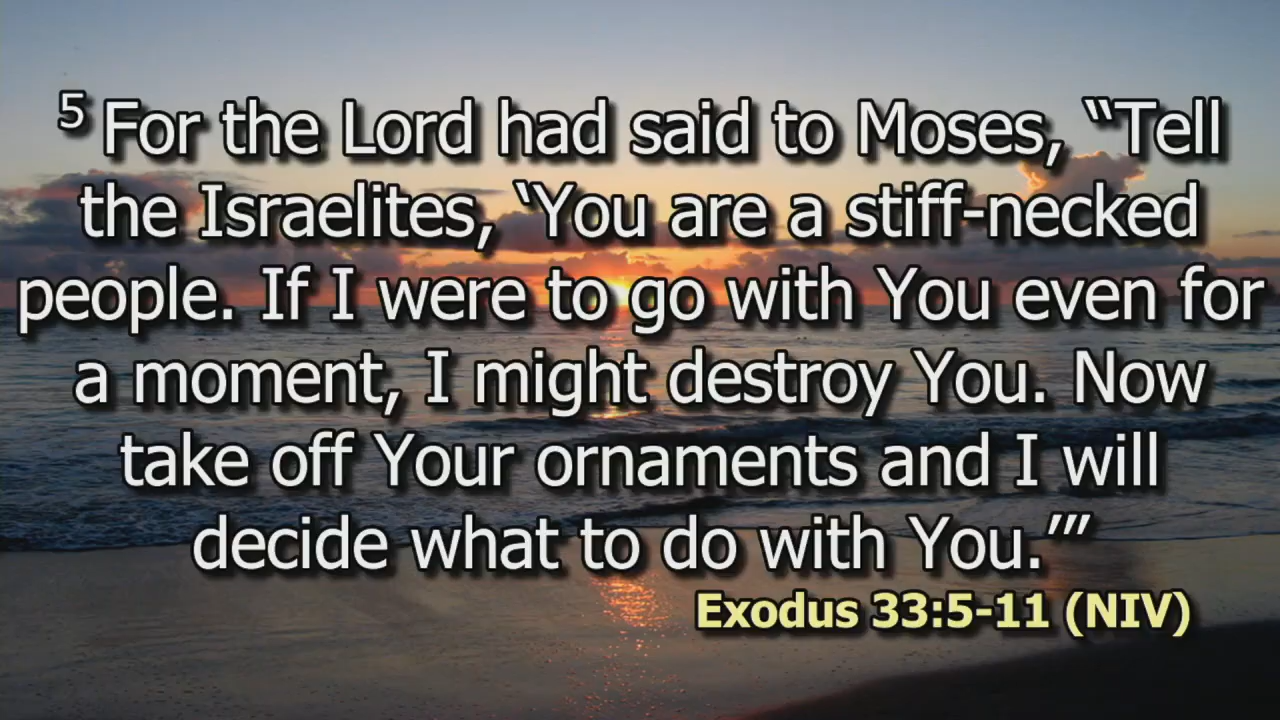 5 For the Lord had said to Moses, “Tell
the Israelites, ‘You are a stiff-necked
people. If I were to go with You even for
a moment, I might destroy You. Now
take off Your ornaments and I will
decide what to do with You.’”
Exodus 33:5-11 (NIV)